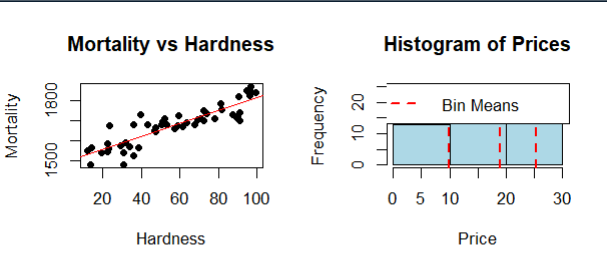 Mortality vs Hardness
Mortality
1500
1800
20
40
60
80
100
Hardness
Histogram of Prices
Frequency
0
10
20
Bin Means
0
5
10
20
30
Price